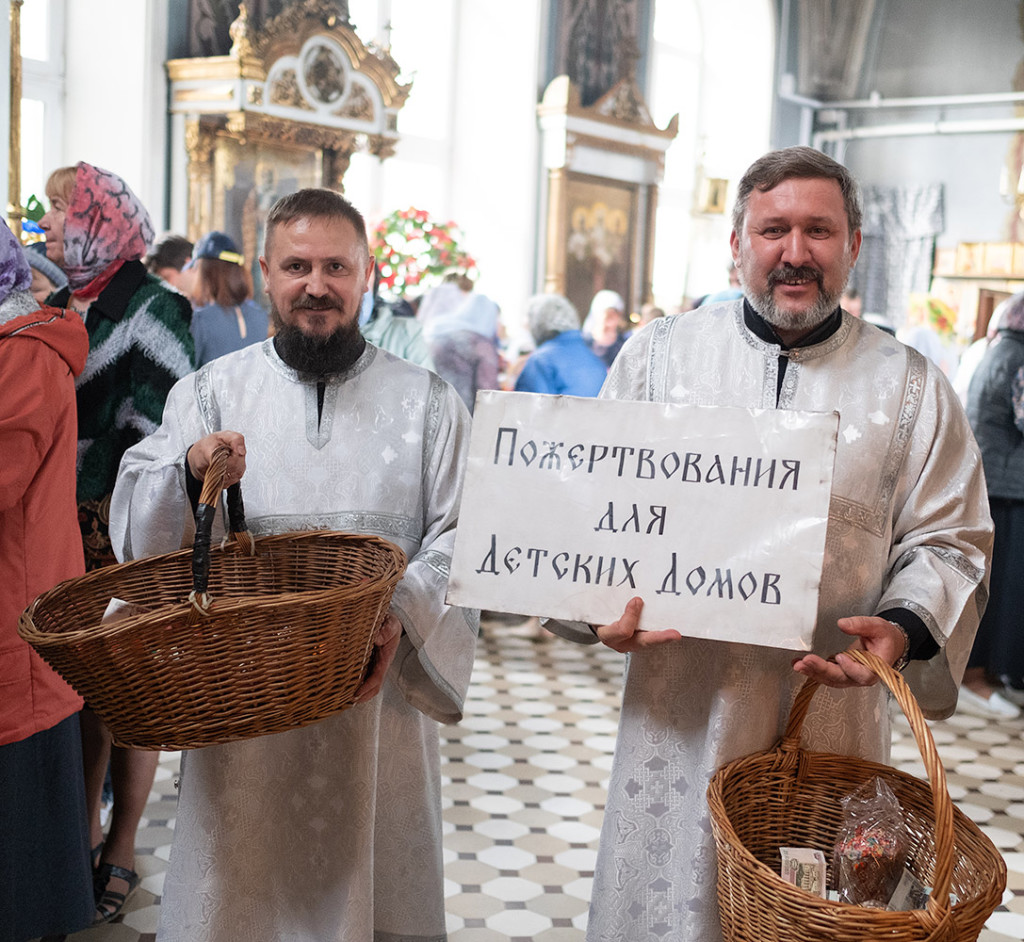 Пожертвования
для
Детских Домов